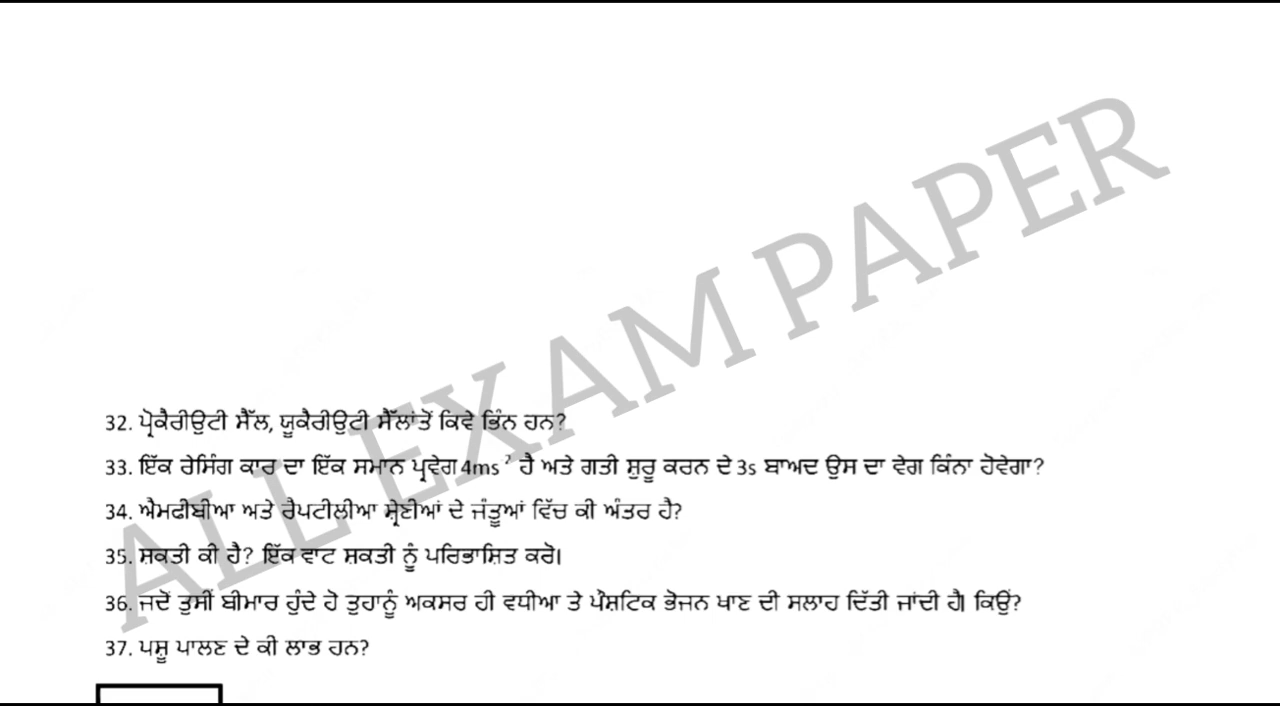 ALL EXAM PAPER
32. ਪ੍ਰੋਕੈਰੀਉਟੀ ਸੈੱਲ, ਯੂਕੈਰੀਉਟੀ ਸੈੱਲਾਂ ਤੋਂ ਕਿਵੇ ਭਿੰਨ ਹਨ?
33. ਇੱਕ ਰੇਸਿੰਗ ਕਾਰ ਦਾ ਇੱਕ ਸਮਾਨ ਪ੍ਰਵੇਗ 4ms⁻² ਹੈ ਅਤੇ ਗਤੀ ਸ਼ੁਰੂ ਕਰਨ ਦੇ 3s ਬਾਅਦ ਉਸ ਦਾ ਵੇਗ ਕਿੰਨਾ ਹੋਵੇਗਾ?
34. ਐਮਫੀਬੀਆ ਅਤੇ ਰੈਪਟੀਲੀਆ ਸ਼੍ਰੇਣੀਆਂ ਦੇ ਜੰਤੂਆਂ ਵਿੱਚ ਕੀ ਅੰਤਰ ਹੈ?
35. ਸ਼ਕਤੀ ਕੀ ਹੈ? ਇੱਕ ਵਾਟ ਸ਼ਕਤੀ ਨੂੰ ਪਰਿਭਾਸ਼ਿਤ ਕਰੋ।
36. ਜਦੋਂ ਤੁਸੀਂ ਬੀਮਾਰ ਹੁੰਦੇ ਹੋ ਤੁਹਾਨੂੰ ਅਕਸਰ ਹੀ ਵਧੀਆ ਤੇ ਪੌਸ਼ਟਿਕ ਭੋਜਨ ਖਾਣ ਦੀ ਸਲਾਹ ਦਿੱਤੀ ਜਾਂਦੀ ਹੈ। ਕਿਉਂ?
37. ਪਸ਼ੂ ਪਾਲਣ ਦੇ ਕੀ ਲਾਭ ਹਨ?